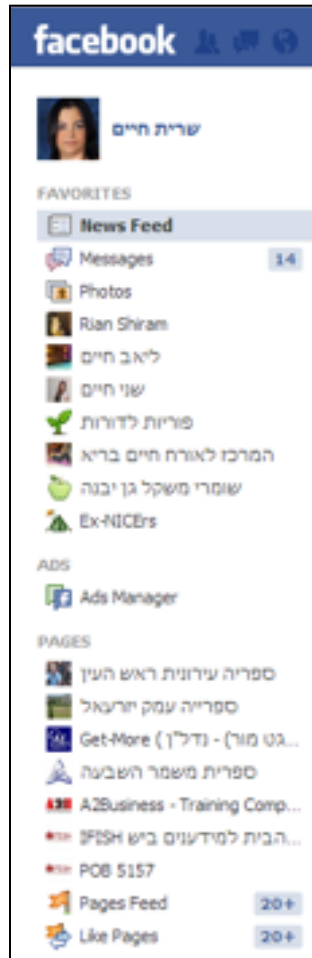 facebook
שרית חיים
FAVORITES
News Feed
Messages 14
Photos
Rian Shiram
ליאב חיים
שני חיים
פוריות לדורות
המרכז לאורח חיים בריא
שומרי משקל גן יבנה
Ex-NICErs
ADS
Ads Manager
PAGES
ספריה עירונית ראש העין
ספרייה עמק יזרעאל
Get-More ( גט מור) - נדל"ן...
ספרית משמר השבעה
A2Business - Training Comp...
IFISH הבית למידענים ביש...
POB 5157
Pages Feed 20+
Like Pages 20+